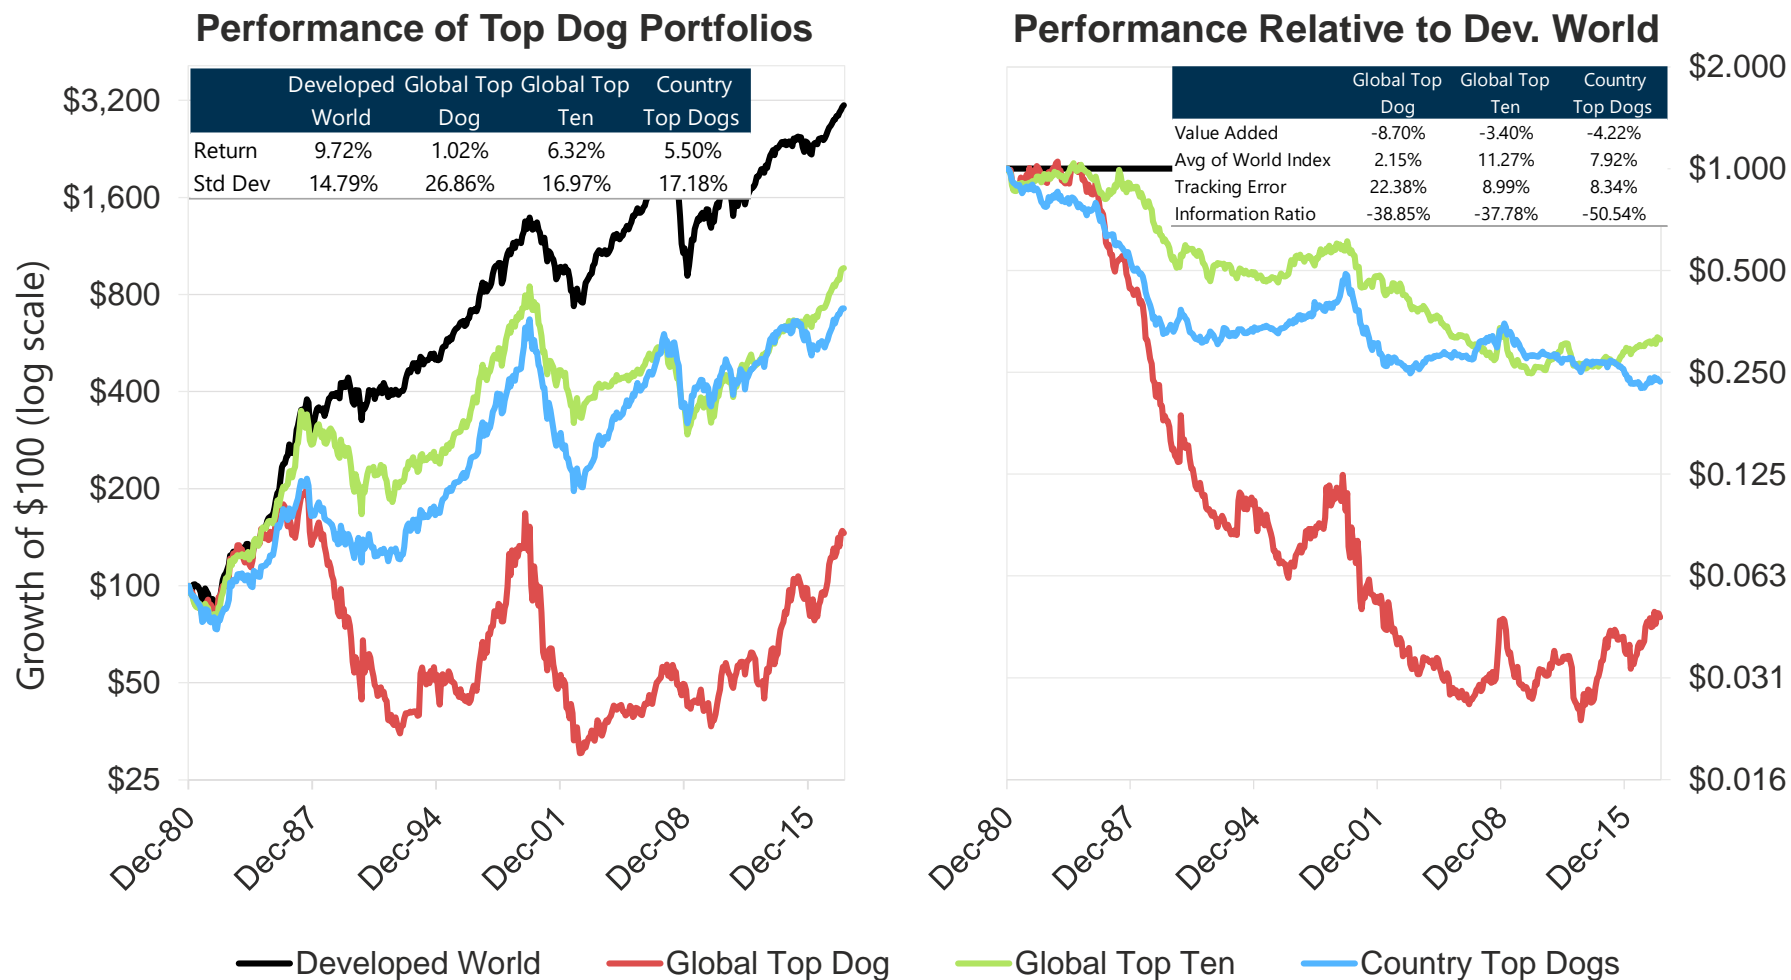 Performance of Top Dog Portfolios
Developed World Global Top Dog Global Top Ten Country Top Dogs
Return 9.72% 1.02% 6.32% 5.50%
Std Dev 14.79% 26.86% 16.97% 17.18%
Growth of $100 (log scale)
$3,200
$1,600
$800
$400
$200
$100
$50
$25
Dec-80 Dec-87 Dec-94 Dec-01 Dec-08 Dec-15
Performance Relative to Dev. World
Global Top Dog Global Top Ten Country Top Dogs
Value Added -8.70% -3.40% -4.22%
Avg of World Index 2.15% 11.27% 7.92%
Tracking Error 22.38% 8.99% 8.34%
Information Ratio -38.85% -37.78% -50.54%
$2.000
$1.000
$0.500
$0.250
$0.125
$0.063
$0.031
$0.016
Dec-80 Dec-87 Dec-94 Dec-01 Dec-08 Dec-15
Developed World Global Top Dog Global Top Ten Country Top Dogs